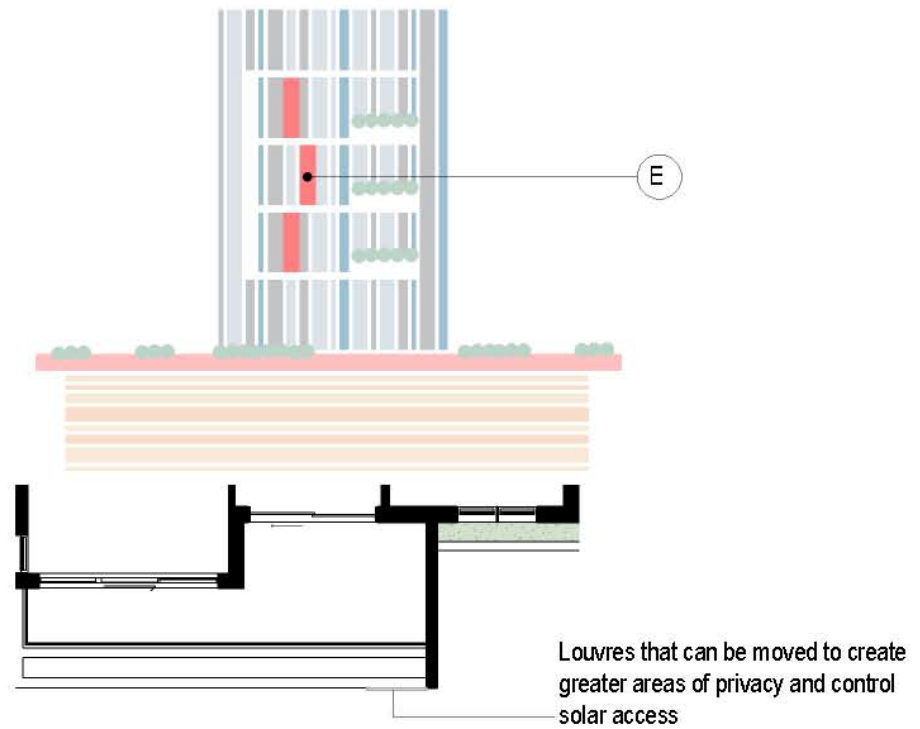 E
Louvres that can be moved to create
greater areas of privacy and control
solar access